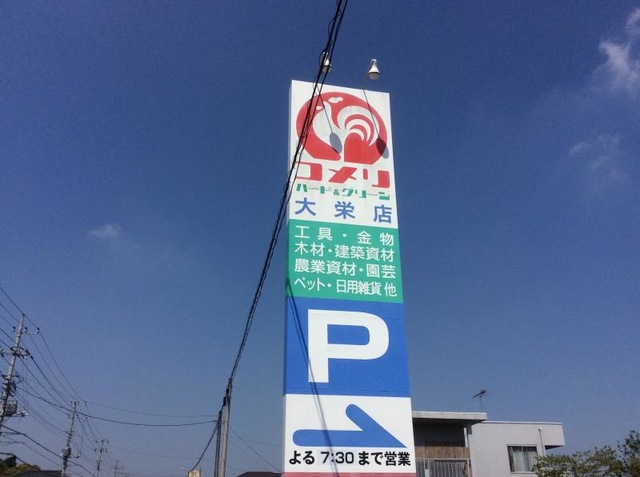 コメリ
ハード&グリーン
大栄店
工具・金物
木材・建築資材
農業資材・園芸
ペット・日用雑貨 他
P
よる 7:30 まで営業